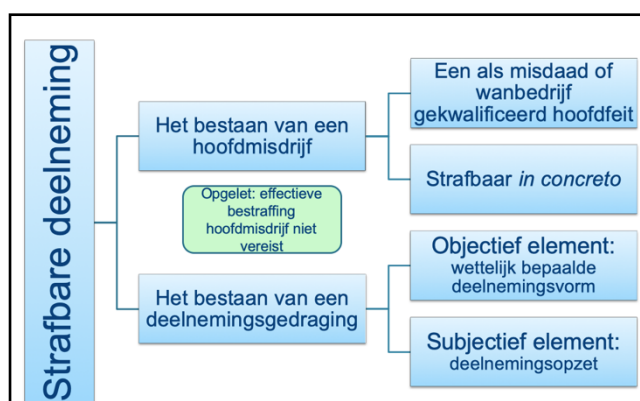 Strafbare deelneming
Het bestaan van een
hoofdmisdrijf
Een als misdaad of
wanbedrijf
gekwalificeerd hoofdfeit
Strafbaar in concreto
Opgelet: effectieve
bestraffing
hoofdmisdrijf niet
vereist
Het bestaan van een
deelnemingsgedraging
Objectief element:
wettelijk bepaalde
deelnemingsvorm
Subjectief element:
deelnemingsopzet